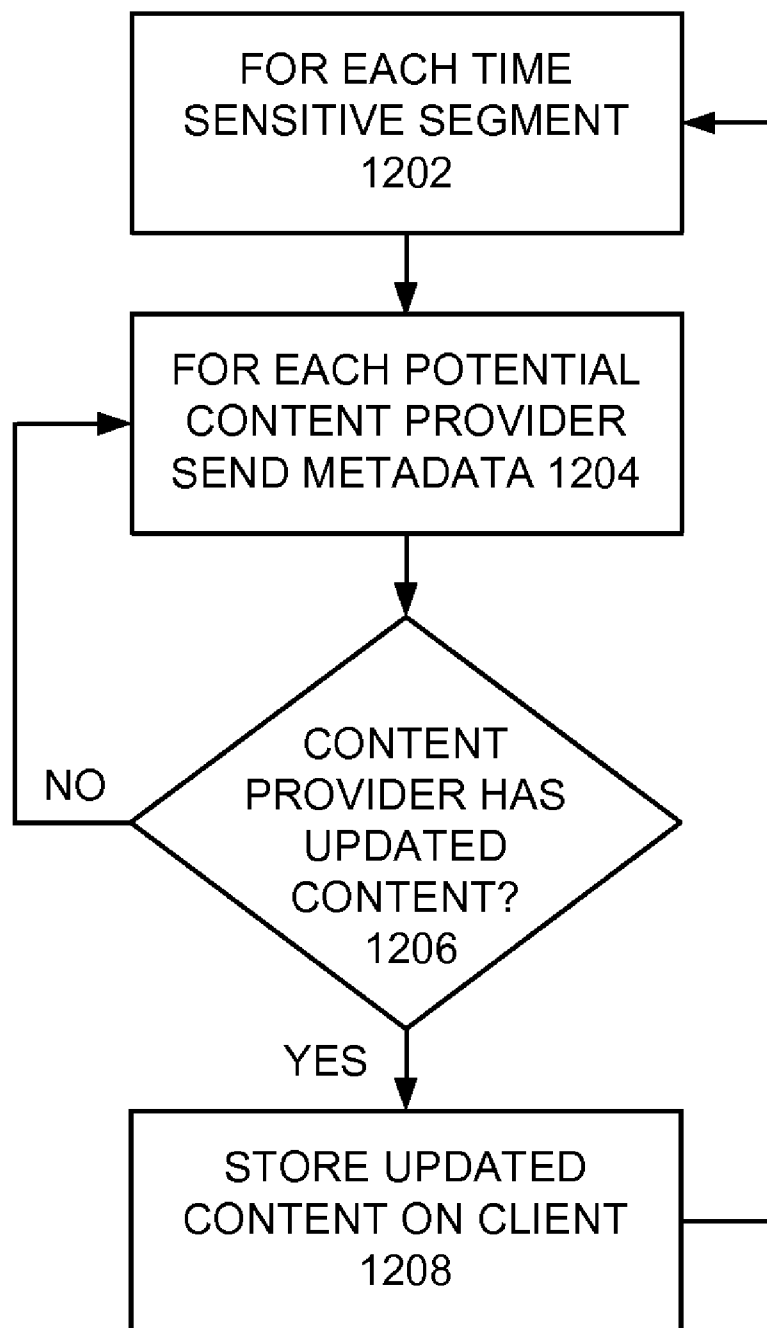 FOR EACH TIME
SENSITIVE SEGMENT
1202
FOR EACH POTENTIAL
CONTENT PROVIDER
SEND METADATA 1204
CONTENT
PROVIDER HAS
UPDATED
CONTENT?
1206
NO
YES
STORE UPDATED
CONTENT ON CLIENT
1208